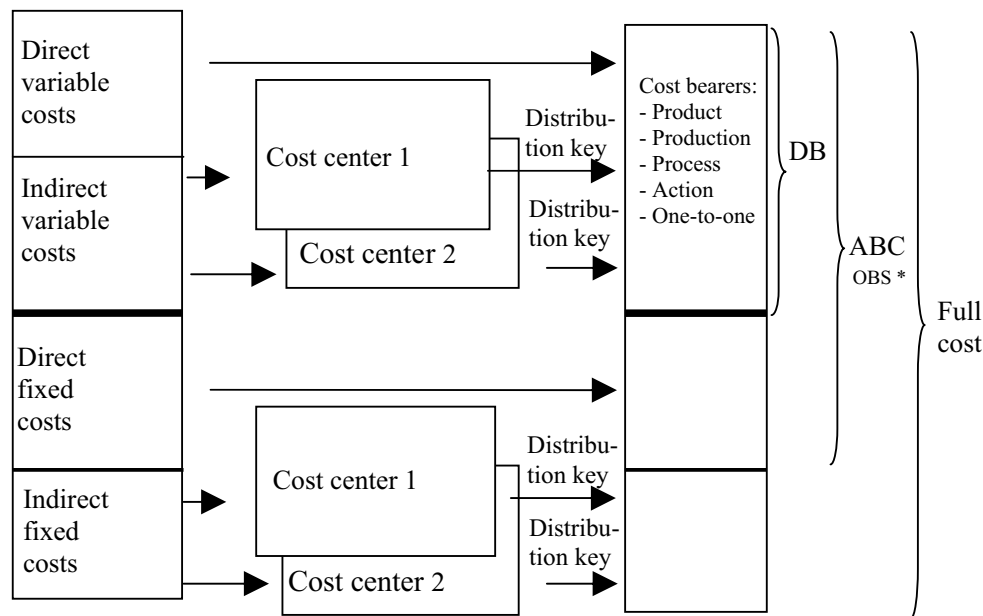 Direct
variable
costs
Indirect
variable
costs
Direct
fixed
costs
Indirect
fixed
costs
Cost center 1
Cost center 2
Distribu-
tion key
Distribu-
tion key
Cost center 1
Cost center 2
Distribu-
tion key
Distribu-
tion key
Cost bearers:
- Product
- Production
- Process
- Action
- One-to-one
DB
ABC
OBS *
Full
cost